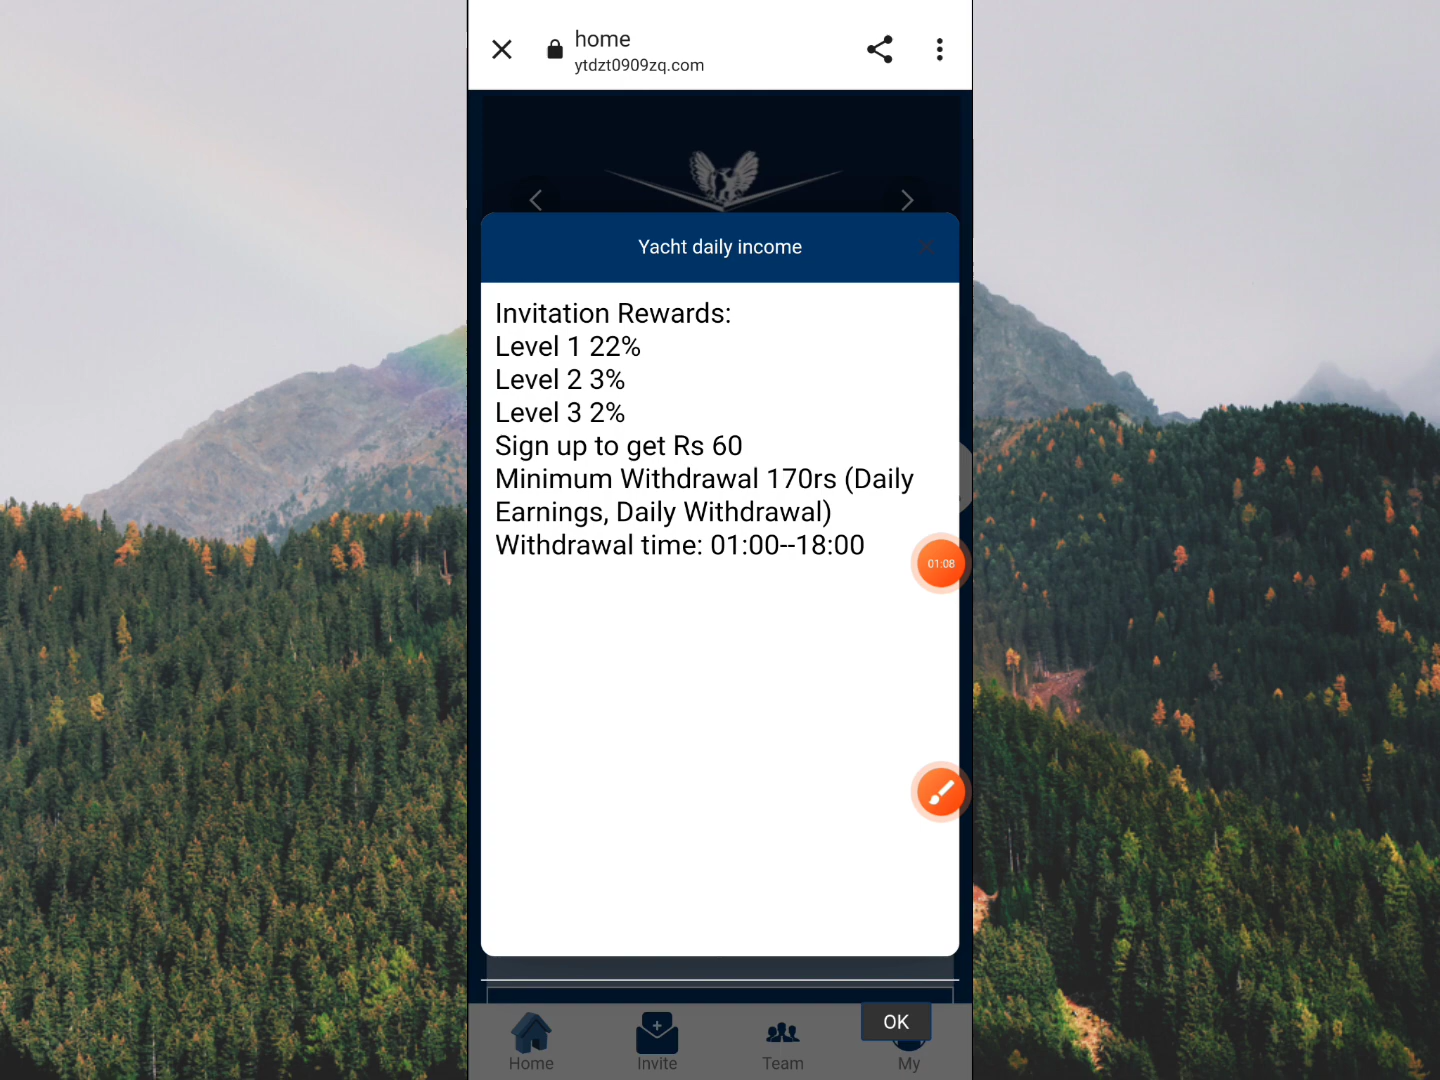 home
ytdzt0909zq.com
Yacht daily income
Invitation Rewards:
Level 1 22%
Level 2 3%
Level 3 2%
Sign up to get Rs 60
Minimum Withdrawal 170rs (Daily
Earnings, Daily Withdrawal)
Withdrawal time: 01:00--18:00
01:08
OK
Home
Invite
Team
My